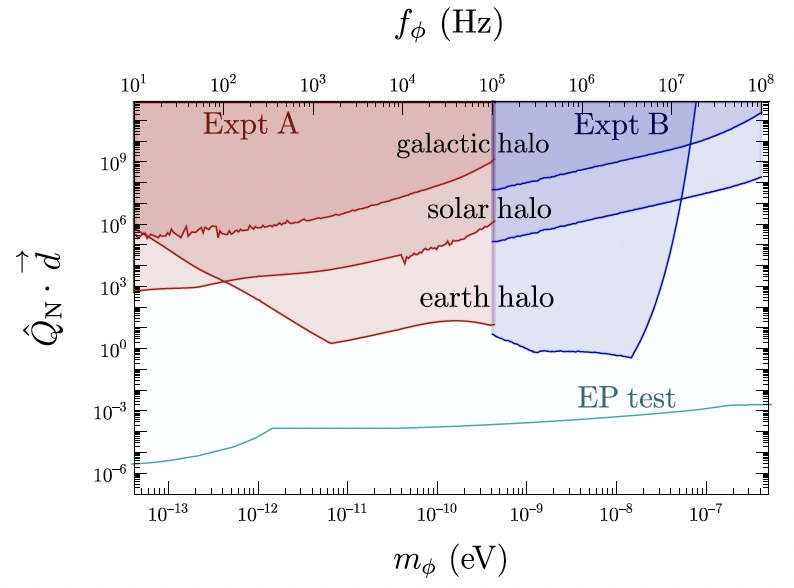 f_ϕ (Hz)
10^1 10^2 10^3 10^4 10^5 10^6 10^7 10^8
Expt A
Expt B
galactic halo
solar halo
earth halo
EP test
10^9
10^6
10^3
10^0
10^−3
10^−6
Q̂_N · d⃗
10^−13 10^−12 10^−11 10^−10 10^−9 10^−8 10^−7
m_ϕ (eV)